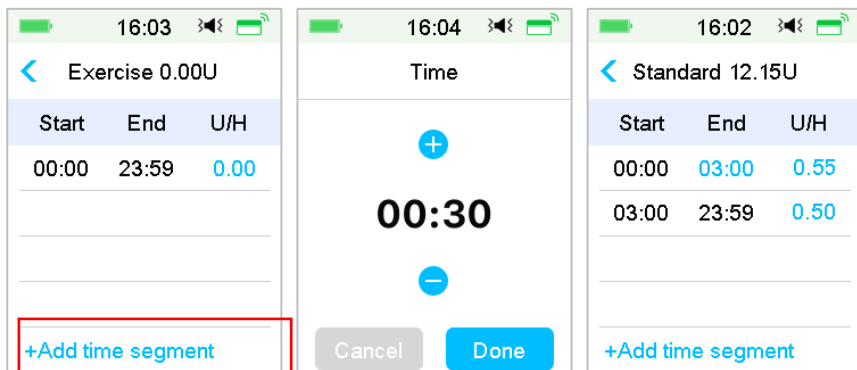 16:03
Exercise 0.00U
Start End U/H
00:00 23:59 0.00
+Add time segment
16:04
Time
00:30
Cancel Done
16:02
Standard 12.15U
Start End U/H
00:00 03:00 0.55
03:00 23:59 0.50
+Add time segment